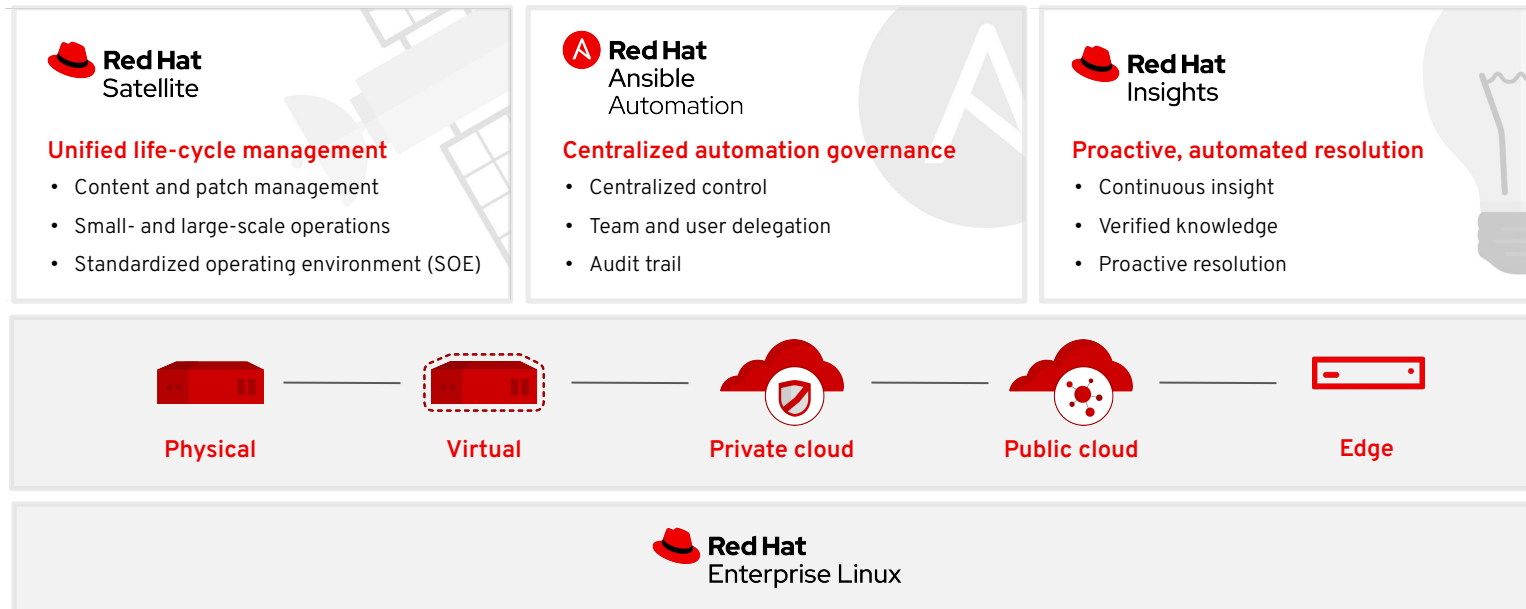 Red Hat
Satellite
Unified life-cycle management
• Content and patch management
• Small- and large-scale operations
• Standardized operating environment (SOE)
Red Hat
Ansible
Automation
Centralized automation governance
• Centralized control
• Team and user delegation
• Audit trail
Red Hat
Insights
Proactive, automated resolution
• Continuous insight
• Verified knowledge
• Proactive resolution
Physical
Virtual
Private cloud
Public cloud
Edge
Red Hat
Enterprise Linux